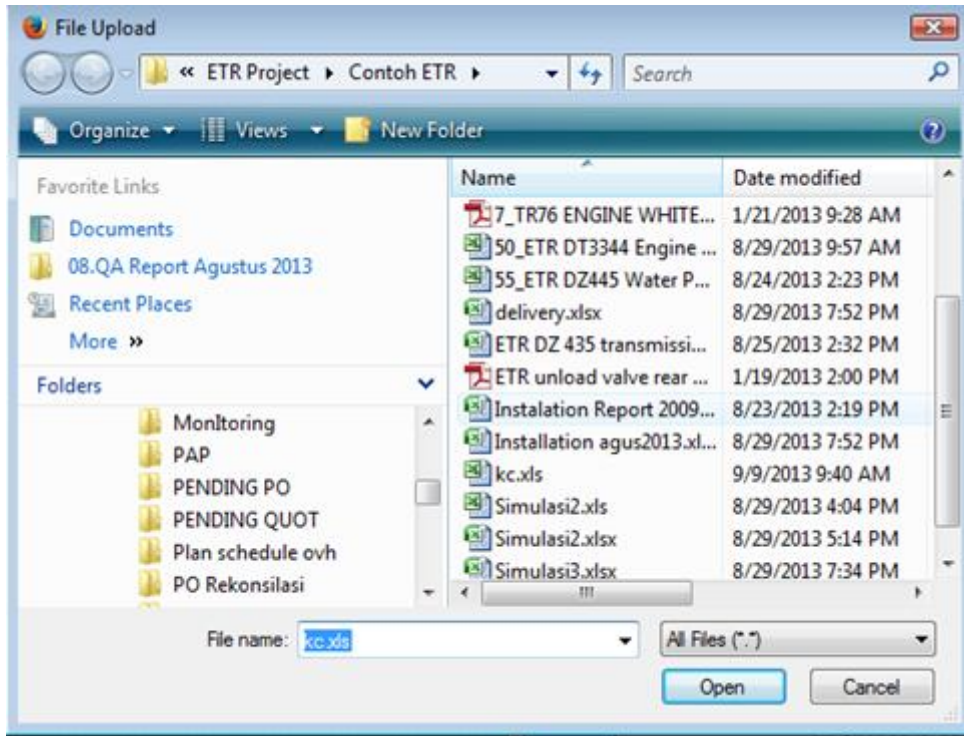 File Upload
« ETR Project ▸ Contoh ETR ▸
Search
Organize
Views
New Folder
Favorite Links
Documents
08.QA Report Agustus 2013
Recent Places
More »
Folders
MonItoring
PAP
PENDING PO
PENDING QUOT
Plan schedule ovh
PO Rekonsilasi
Name Date modified
7_TR76 ENGINE WHITE... 1/21/2013 9:28 AM
50_ETR DT3344 Engine ... 8/29/2013 9:57 AM
55_ETR DZ445 Water P... 8/24/2013 2:23 PM
delivery.xlsx 8/29/2013 7:52 PM
ETR DZ 435 transmissi... 8/25/2013 2:32 PM
ETR unload valve rear ... 1/19/2013 2:00 PM
Instalation Report 2009... 8/23/2013 2:19 PM
Installation agus2013.xl... 8/29/2013 7:52 PM
kc.xls 9/9/2013 9:40 AM
Simulasi2.xls 8/29/2013 4:04 PM
Simulasi2.xlsx 8/29/2013 5:14 PM
Simulasi3.xlsx 8/29/2013 7:34 PM
File name: kc.xls
All Files (*.*)
Open
Cancel